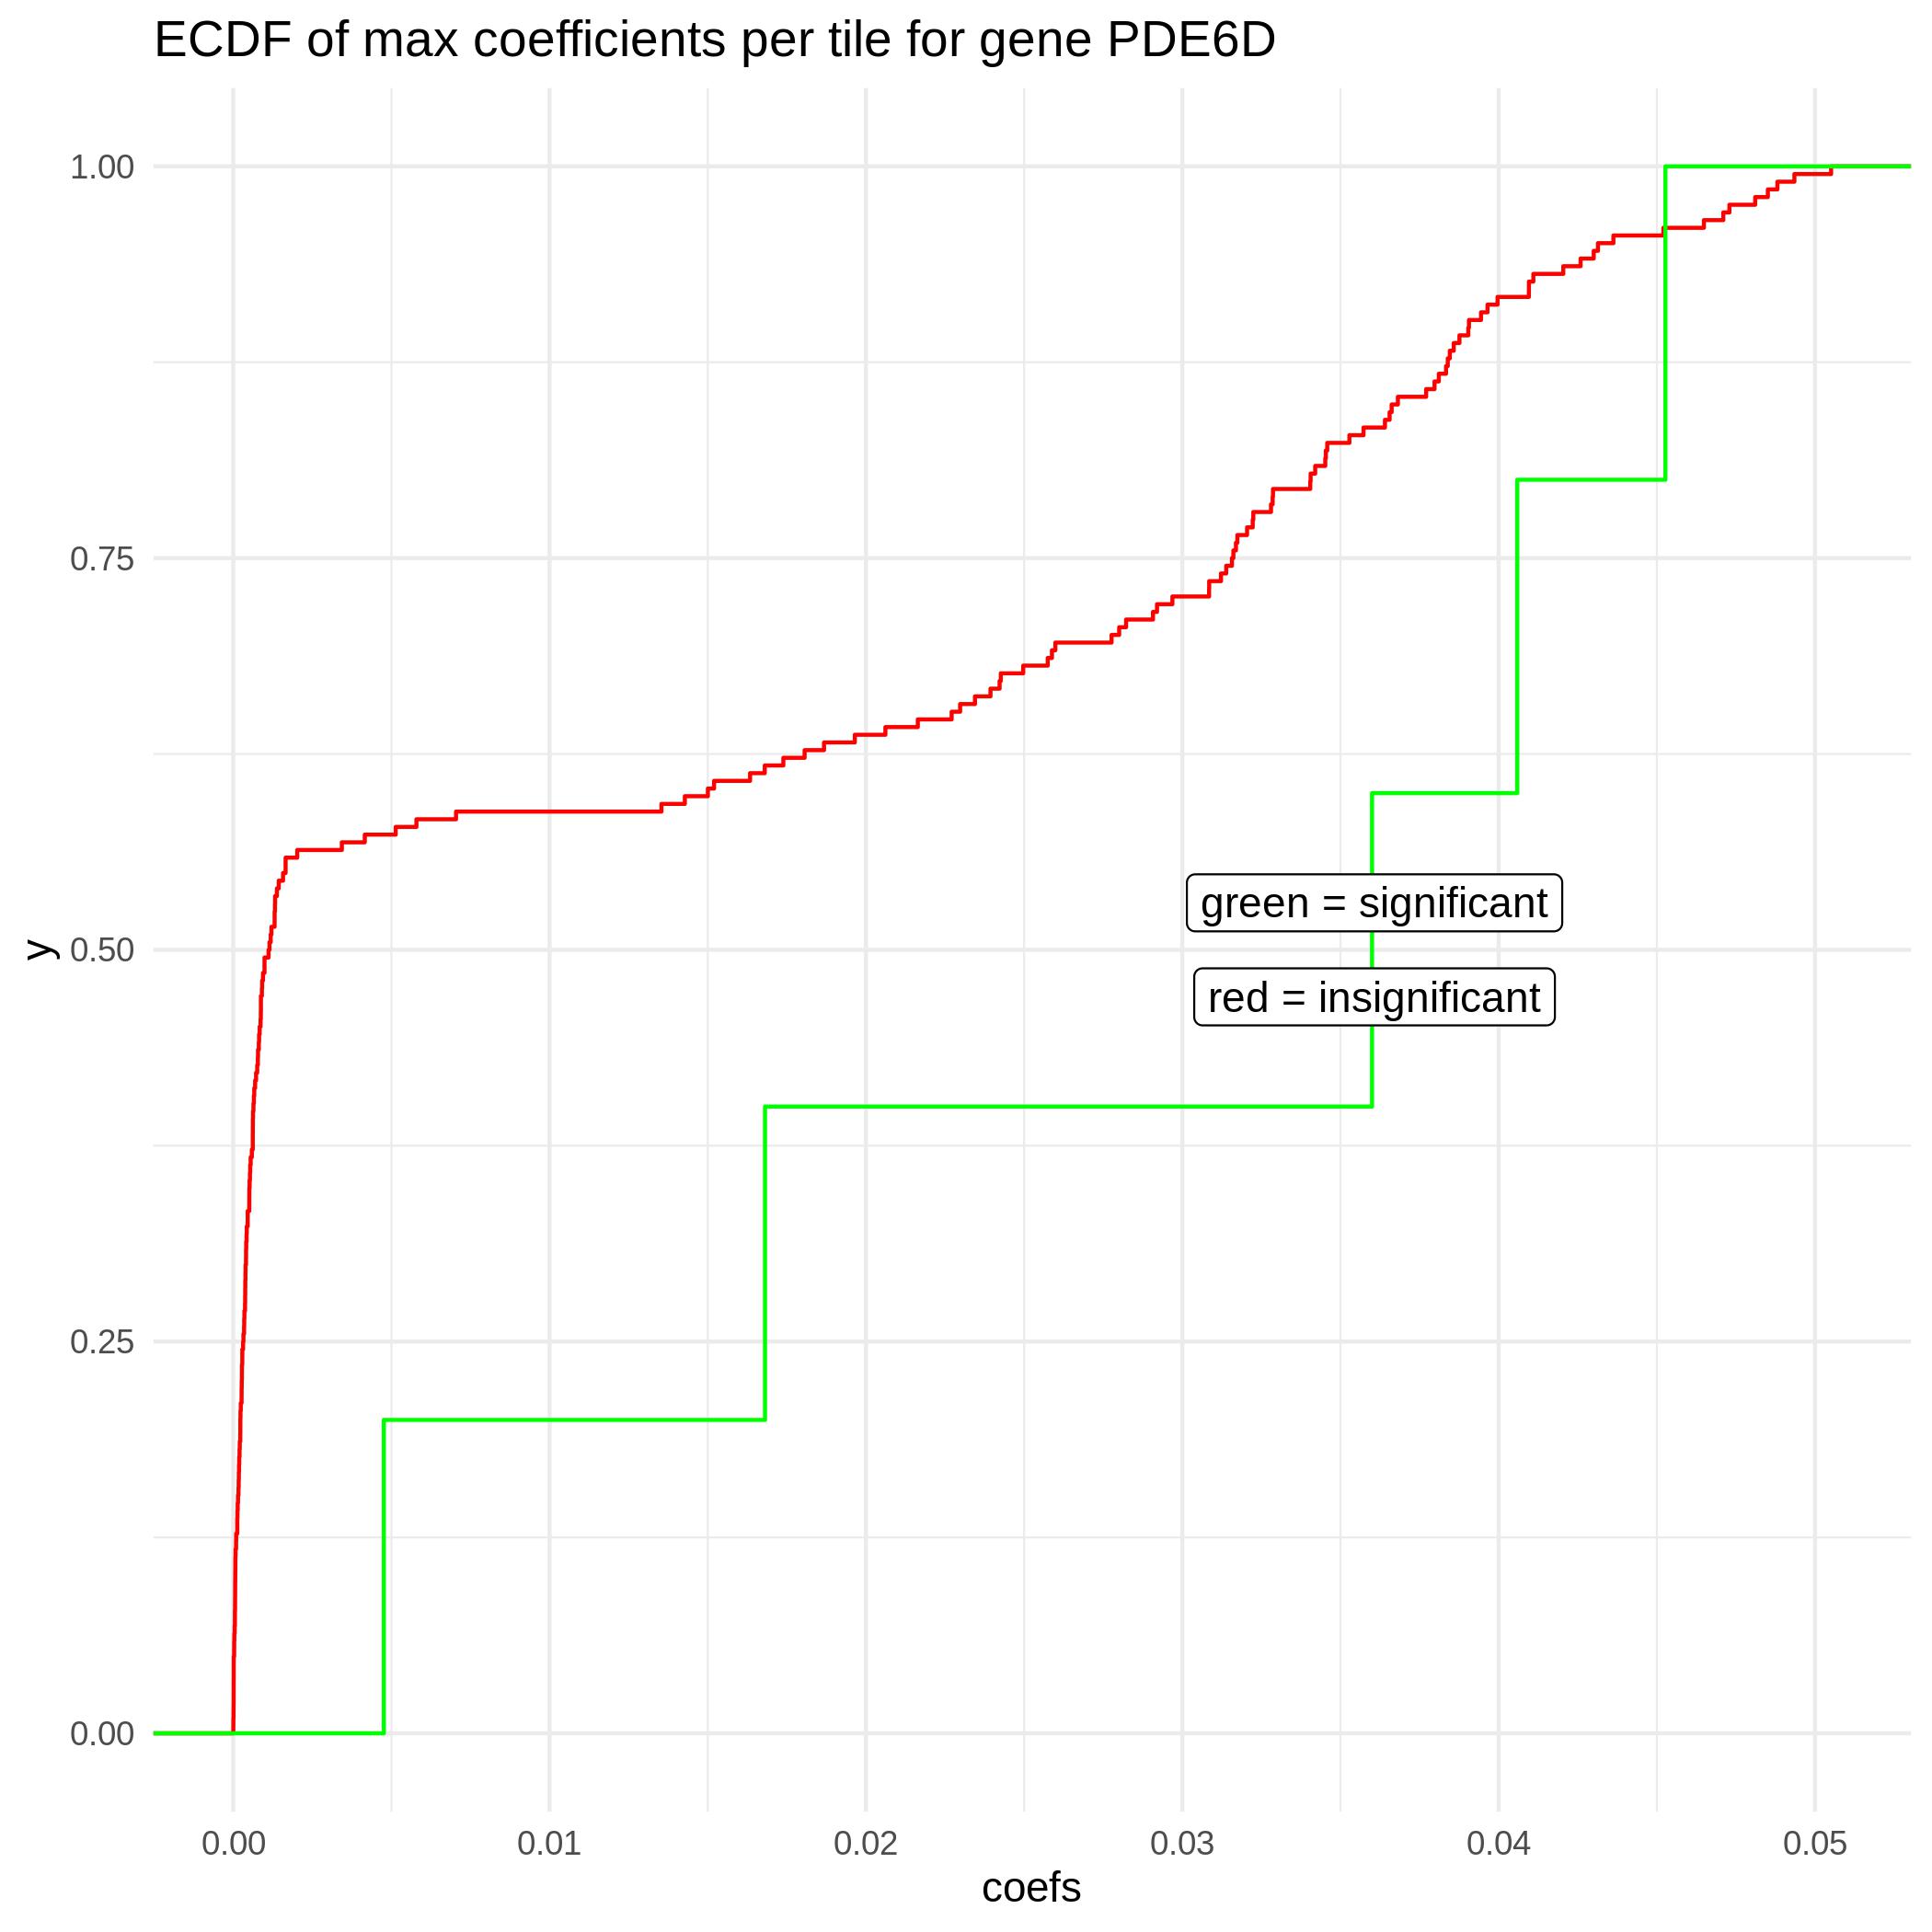 ECDF of max coefficients per tile for gene PDE6D
1.00
0.75
0.50
0.25
0.00
y
green = significant
red = insignificant
0.00 0.01 0.02 0.03 0.04 0.05
coefs